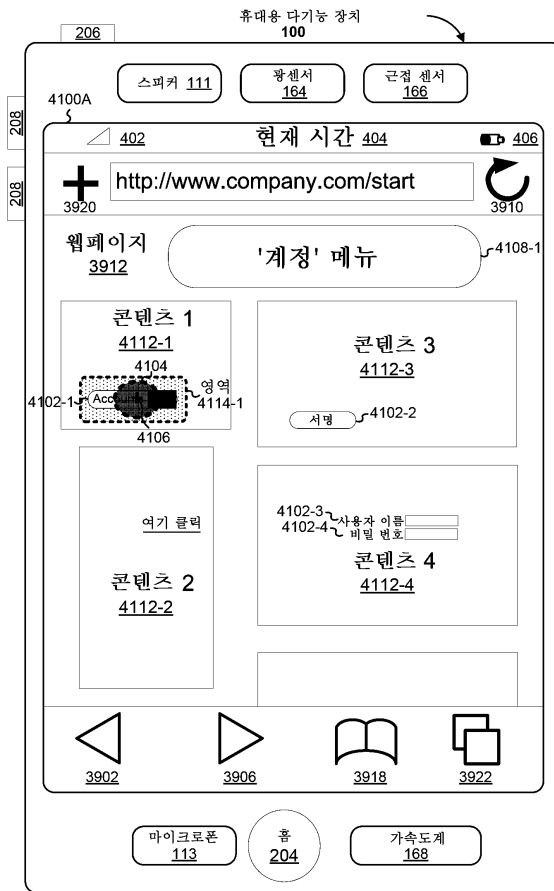 휴대용 다기능 장치
100
206
스피커 111
광센서
164
근접 센서
166
4100A
208
208
402
현재 시간 404
406
3920
http://www.company.com/start
3910
웹페이지
3912
'계정' 메뉴
4108-1
콘텐츠 1
4112-1
4104
4102-1
영역
4114-1
4106
콘텐츠 3
4112-3
서명
4102-2
여기 클릭
콘텐츠 2
4112-2
4102-3
사용자 이름
4102-4
비밀 번호
콘텐츠 4
4112-4
3902
3906
3918
3922
마이크로폰
113
홈
204
가속도계
168